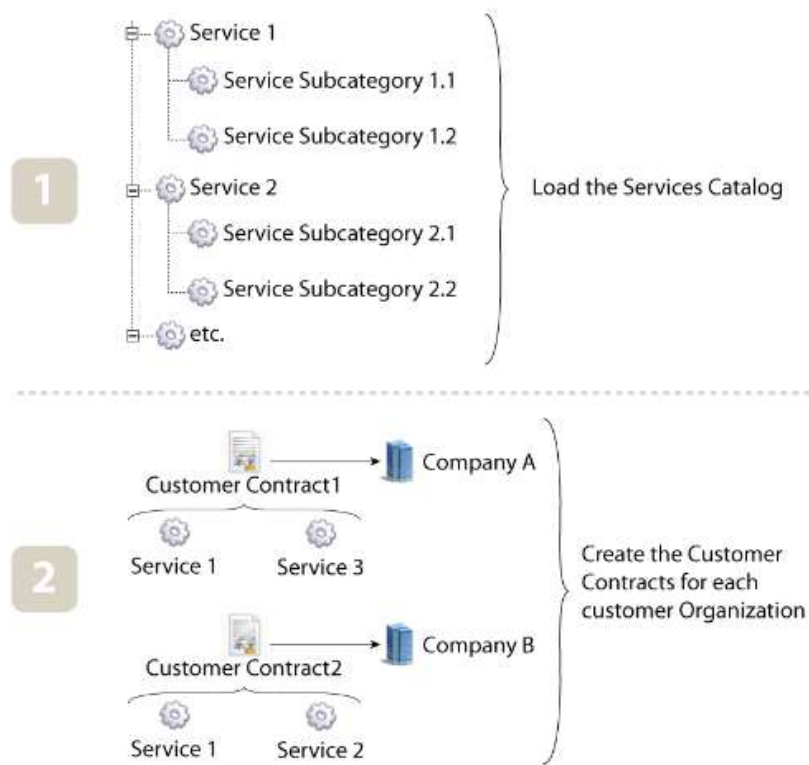 Service 1
Service Subcategory 1.1
Service Subcategory 1.2
1
Service 2
Load the Services Catalog
Service Subcategory 2.1
Service Subcategory 2.2
etc.
Company A
Customer Contract1
Service 1
Service 3
2
Create the Customer
Contracts for each
customer Organization
Company B
Customer Contract2
Service 1
Service 2